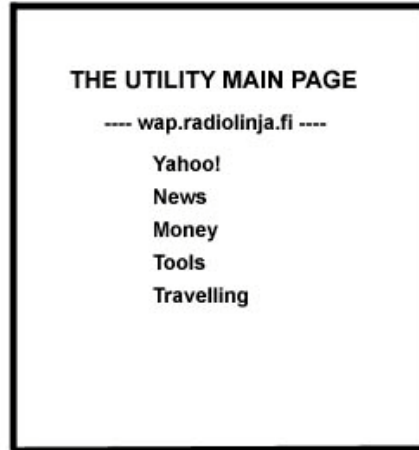 THE UTILITY MAIN PAGE
---- wap.radiolinja.fi ----
Yahoo!
News
Money
Tools
Travelling